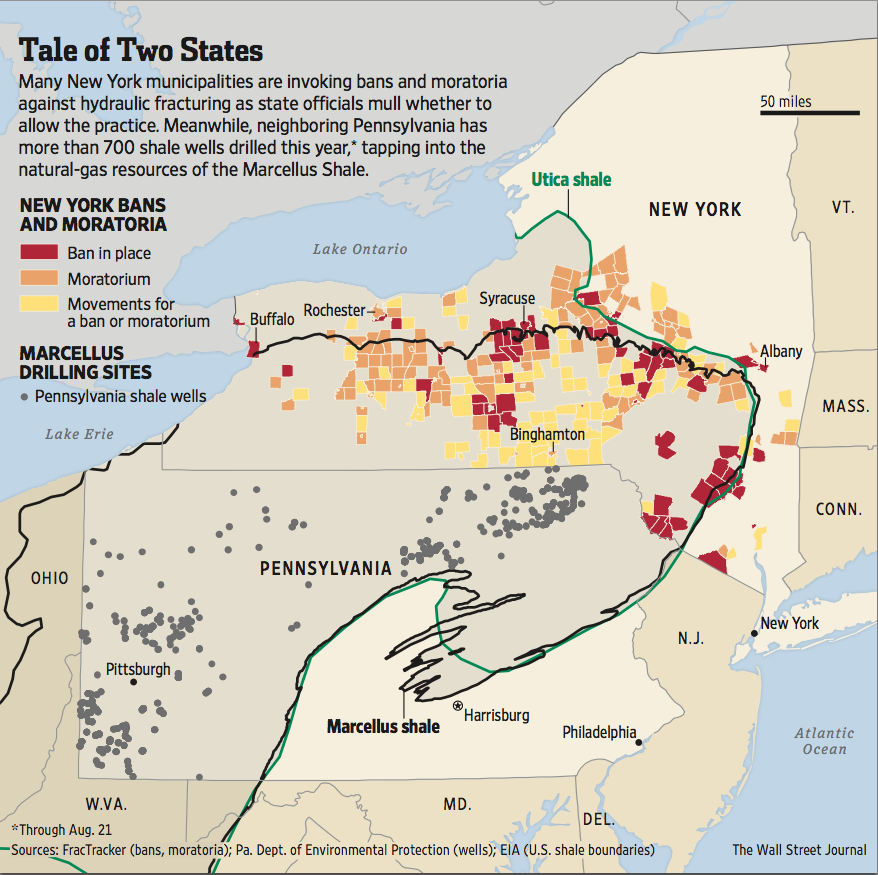 Tale of Two States
Many New York municipalities are invoking bans and moratoria
against hydraulic fracturing as state officials mull whether to
allow the practice. Meanwhile, neighboring Pennsylvania has
more than 700 shale wells drilled this year,* tapping into the
natural-gas resources of the Marcellus Shale.
50 miles
NEW YORK BANS
AND MORATORIA
Ban in place
Moratorium
Movements for
a ban or moratorium
MARCELLUS
DRILLING SITES
Pennsylvania shale wells
Utica shale
NEW YORK
VT.
Lake Ontario
Syracuse
Rochester
Buffalo
Albany
MASS.
Lake Erie
Binghamton
CONN.
OHIO
PENNSYLVANIA
New York
N.J.
Pittsburgh
Harrisburg
Marcellus shale
Philadelphia
Atlantic
Ocean
W.VA.
MD.
DEL.
*Through Aug. 21
Sources: FracTracker (bans, moratoria); Pa. Dept. of Environmental Protection (wells); EIA (U.S. shale boundaries)
The Wall Street Journal